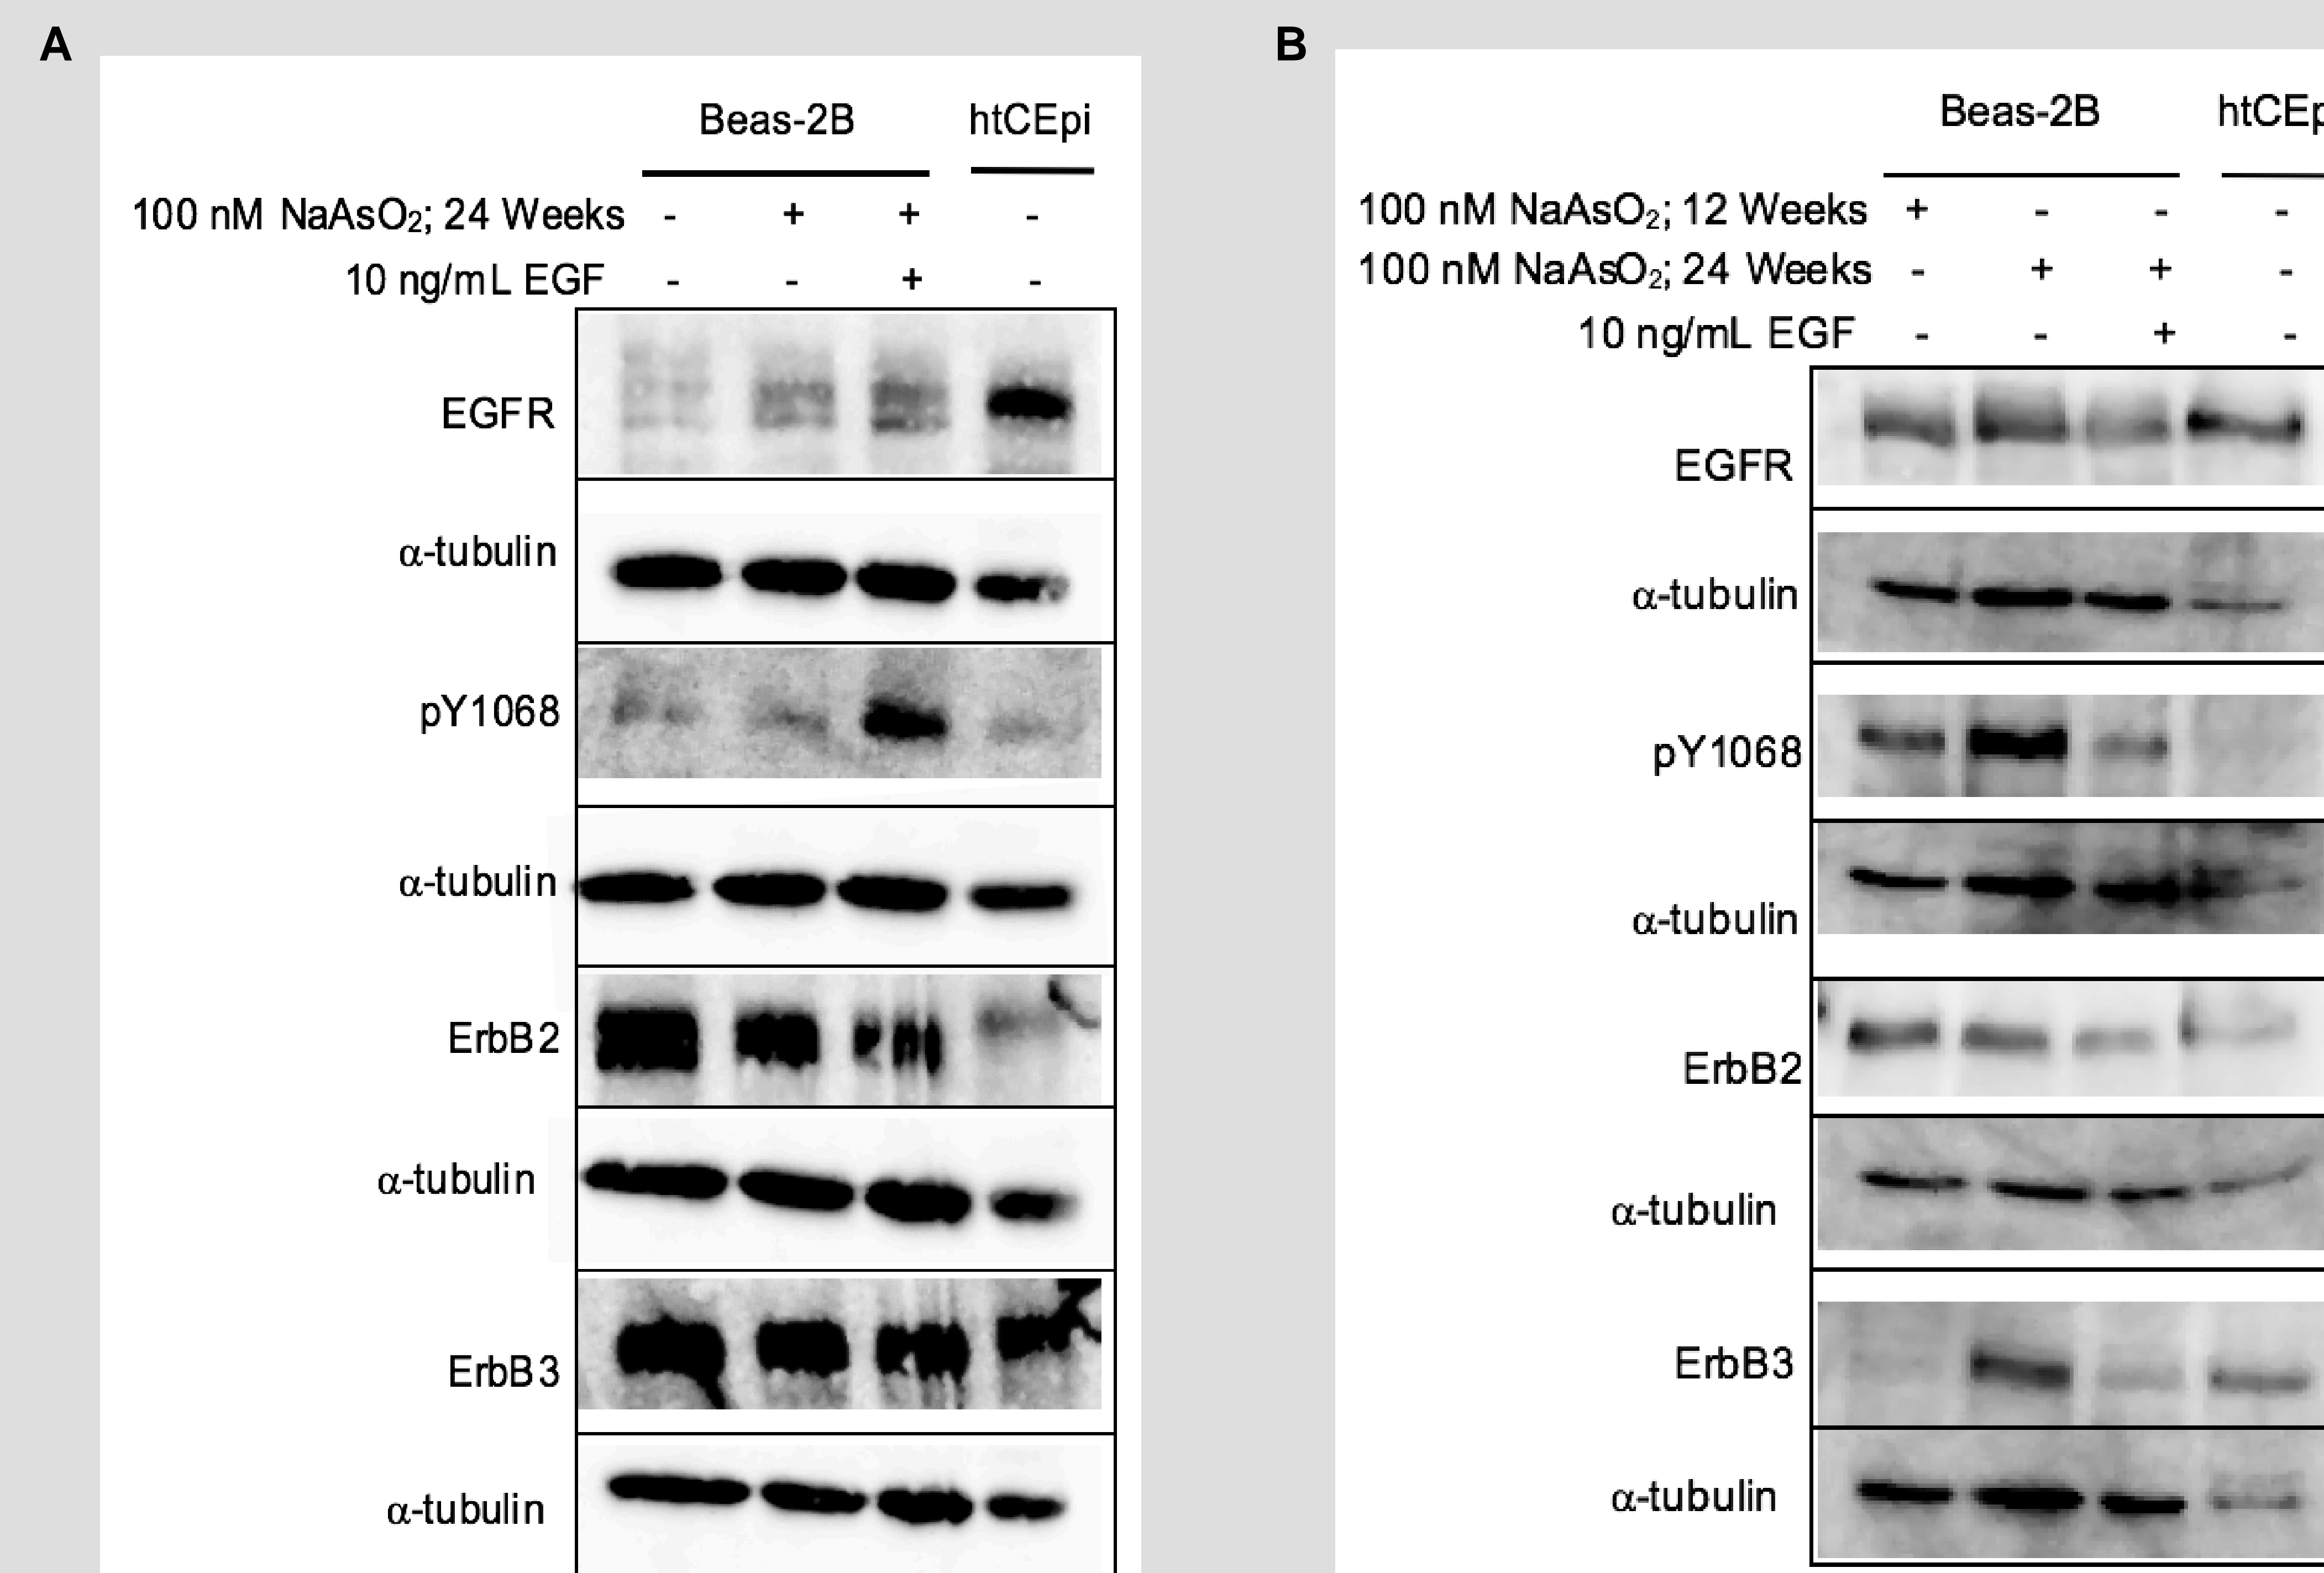 A
Beas-2B htCEpi
100 nM NaAsO₂; 24 Weeks - + + -
10 ng/mL EGF - - + -
EGFR
α-tubulin
pY1068
α-tubulin
ErbB2
α-tubulin
ErbB3
α-tubulin
B
Beas-2B htCEp
100 nM NaAsO₂; 12 Weeks + - - -
100 nM NaAsO₂; 24 Weeks - + + -
10 ng/mL EGF - - + -
EGFR
α-tubulin
pY1068
α-tubulin
ErbB2
α-tubulin
ErbB3
α-tubulin